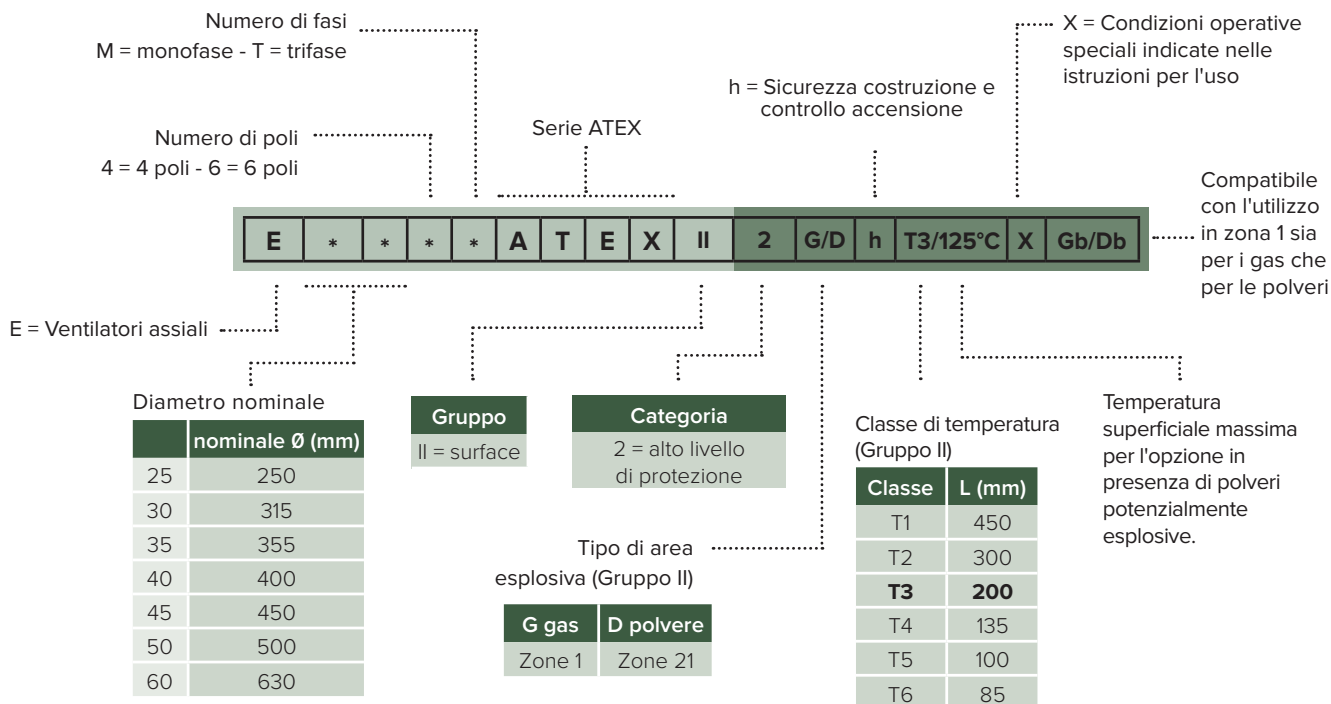 Numero di fasi
M = monofase - T = trifase
X = Condizioni operative
speciali indicate nelle
istruzioni per l'uso
h = Sicurezza costruzione e
controllo accensione
Numero di poli
4 = 4 poli - 6 = 6 poli
Serie ATEX
Compatibile
con l'utilizzo
in zona 1 sia
per i gas che
per le polveri
E * * * * A T E X II 2 G/D h T3/125°C X Gb/Db
E = Ventilatori assiali
Diametro nominale
nominale Ø (mm)
25 250
30 315
35 355
40 400
45 450
50 500
60 630
Gruppo
II = surface
Categoria
2 = alto livello
di protezione
Tipo di area
esplosiva (Gruppo II)
G gas D polvere
Zone 1 Zone 21
Classe di temperatura
(Gruppo II)
Classe L (mm)
T1 450
T2 300
T3 200
T4 135
T5 100
T6 85
Temperatura
superficiale massima
per l'opzione in
presenza di polveri
potenzialmente
esplosive.